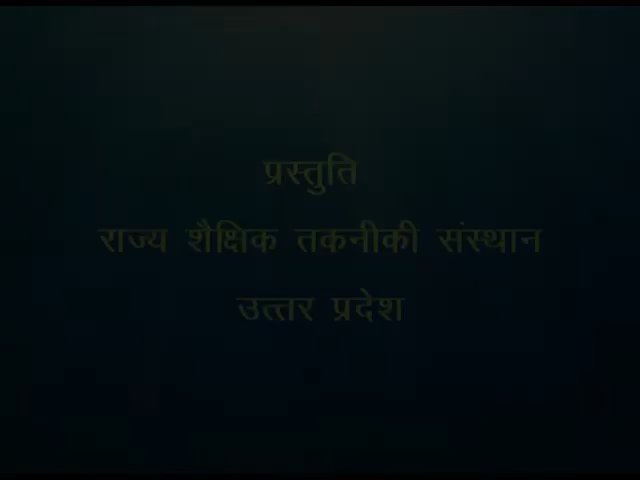 प्रस्तुति
राज्य शैक्षिक तकनीकी संस्थान
उत्तर प्रदेश